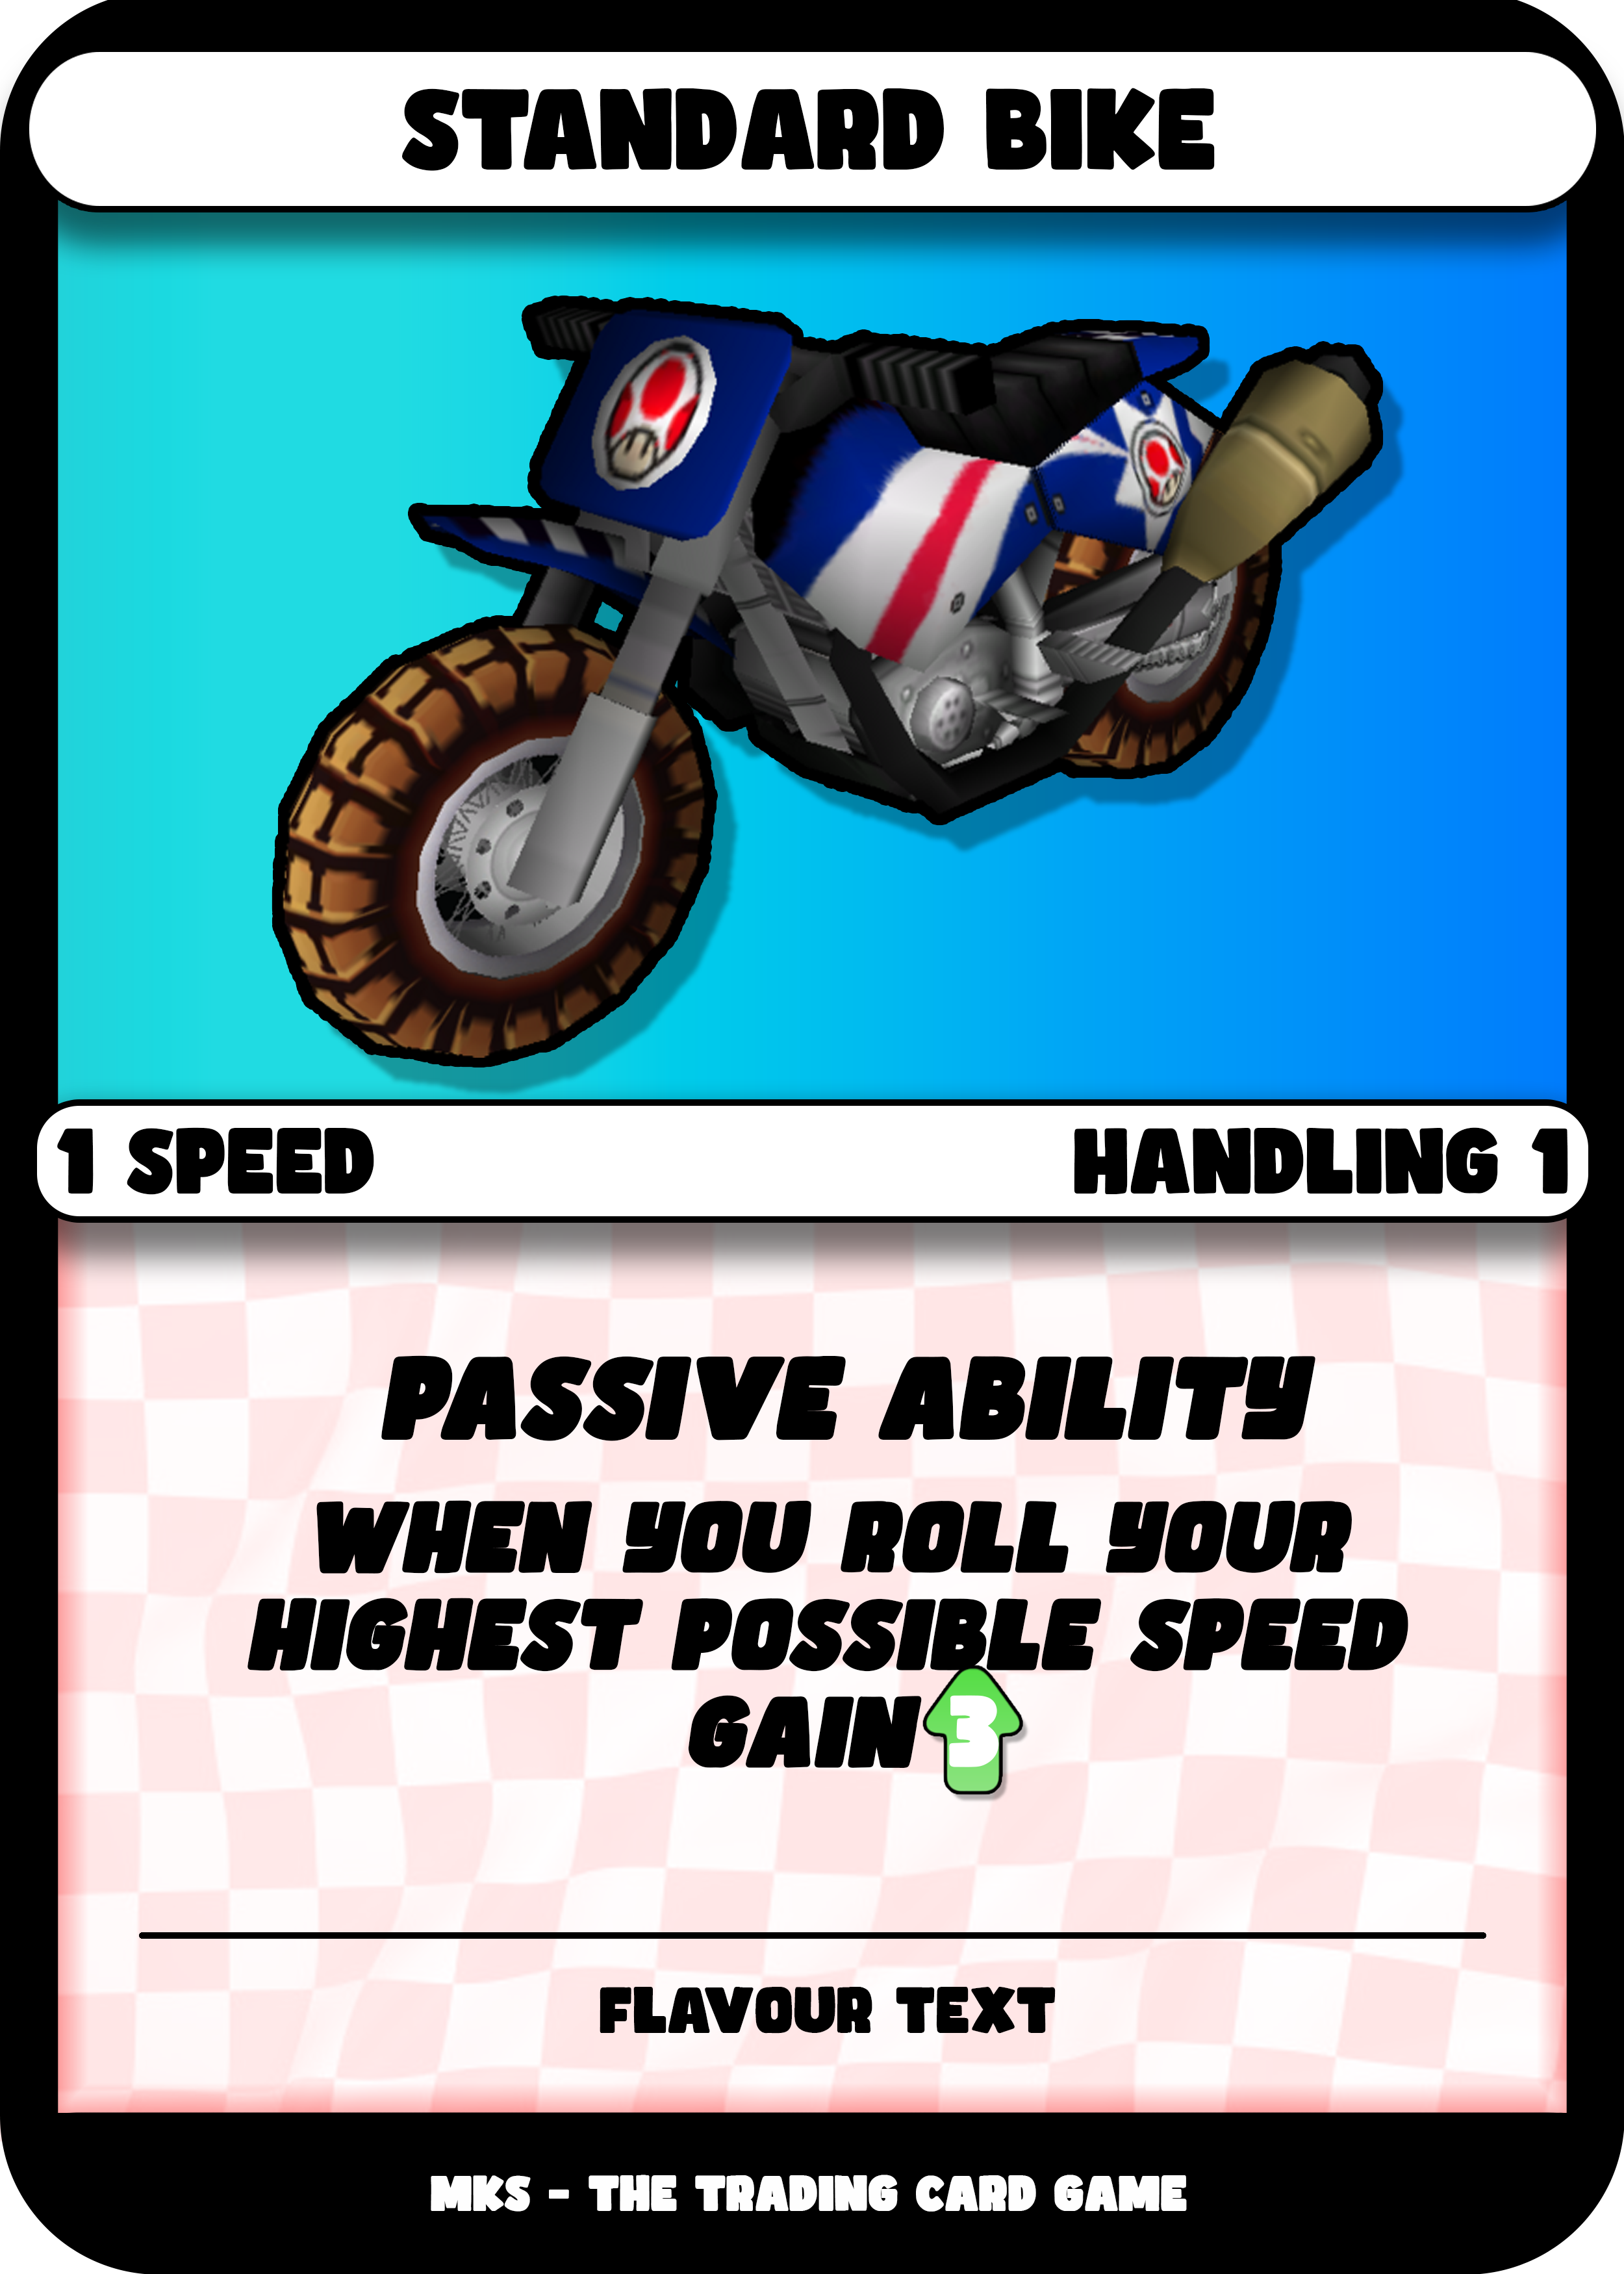 STANDARD BIKE
1 SPEED HANDLING 1
PASSIVE ABILITY
WHEN YOU ROLL YOUR
HIGHEST POSSIBLE SPEED
GAIN 3
FLAVOUR TEXT
MKS - THE TRADING CARD GAME